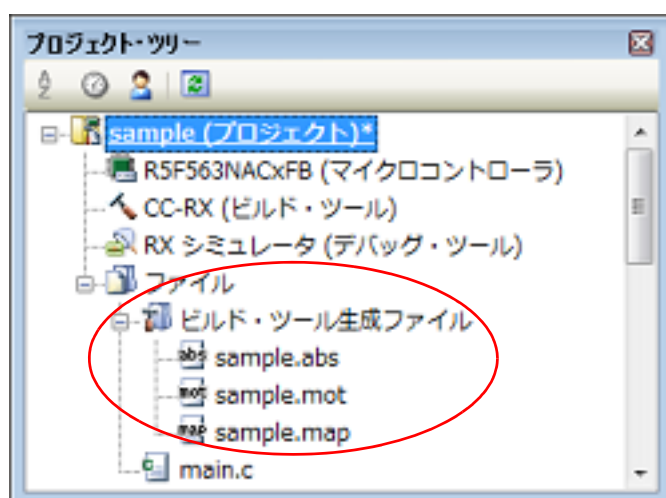 プロジェクト・ツリー
sample (プロジェクト)*
R5F563NACxFB (マイクロコントローラ)
CC-RX (ビルド・ツール)
RX シミュレータ (デバッグ・ツール)
ファイル
ビルド・ツール生成ファイル
abs sample.abs
mot sample.mot
map sample.map
main.c